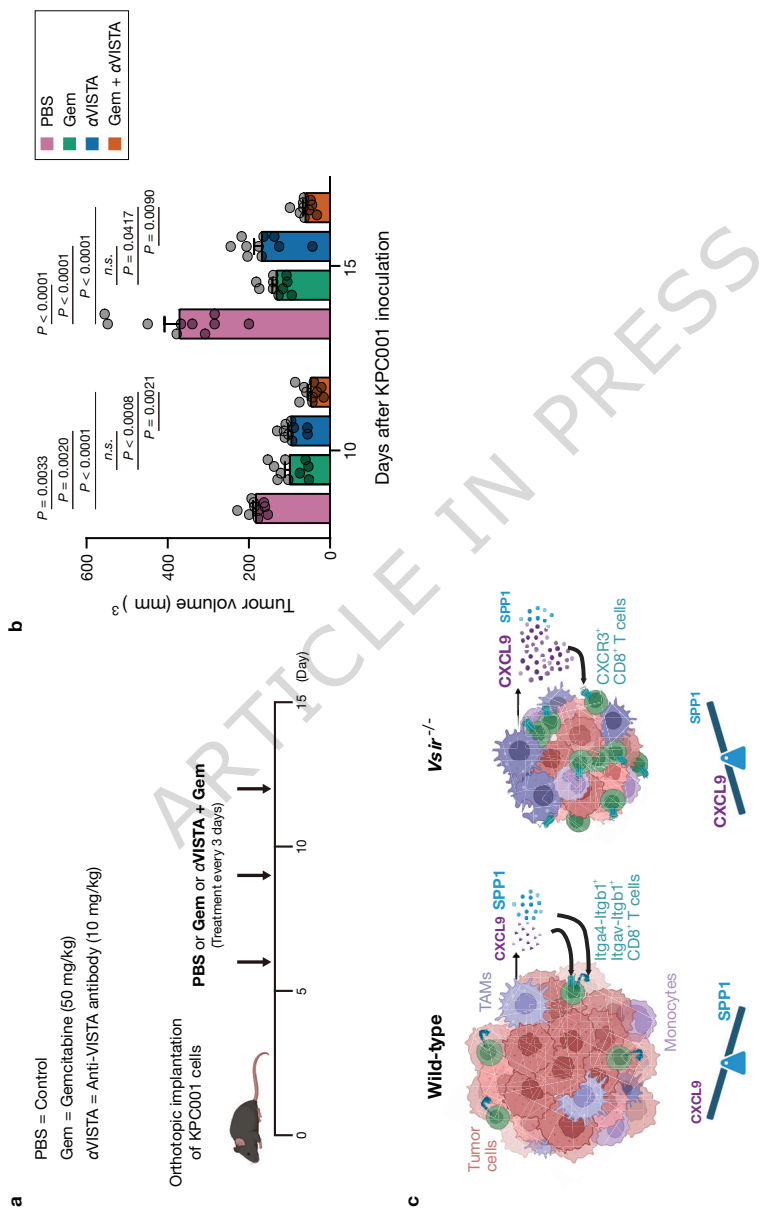 a
PBS = Control
Gem = Gemcitabine (50 mg/kg)
αVISTA = Anti-VISTA antibody (10 mg/kg)
Orthotopic implantation
of KPC001 cells
PBS or Gem or αVISTA + Gem
(Treatment every 3 days)
0
5
10
15
(Day)
b
P = 0.0033
P = 0.0020
P < 0.0001
n.s.
P < 0.0008
P = 0.0021
P < 0.0001
P < 0.0001
P < 0.0001
n.s.
P = 0.0417
P = 0.0090
PBS
Gem
αVISTA
Gem + αVISTA
Tumor volume (mm )³
600
400
200
0
10
15
Days after KPC001 inoculation
c
Wild-type
Tumor
cells
TAMs
CXCL9 SPP1
Itga4-Itgb1⁺
Itgav-Itgb1⁺
CD8⁺ T cells
Monocytes
CXCL9
SPP1
Vsir⁻/⁻
CXCL9 SPP1
CXCR3⁺
CD8⁺ T cells
CXCL9
SPP1
ARTICLE IN PRESS